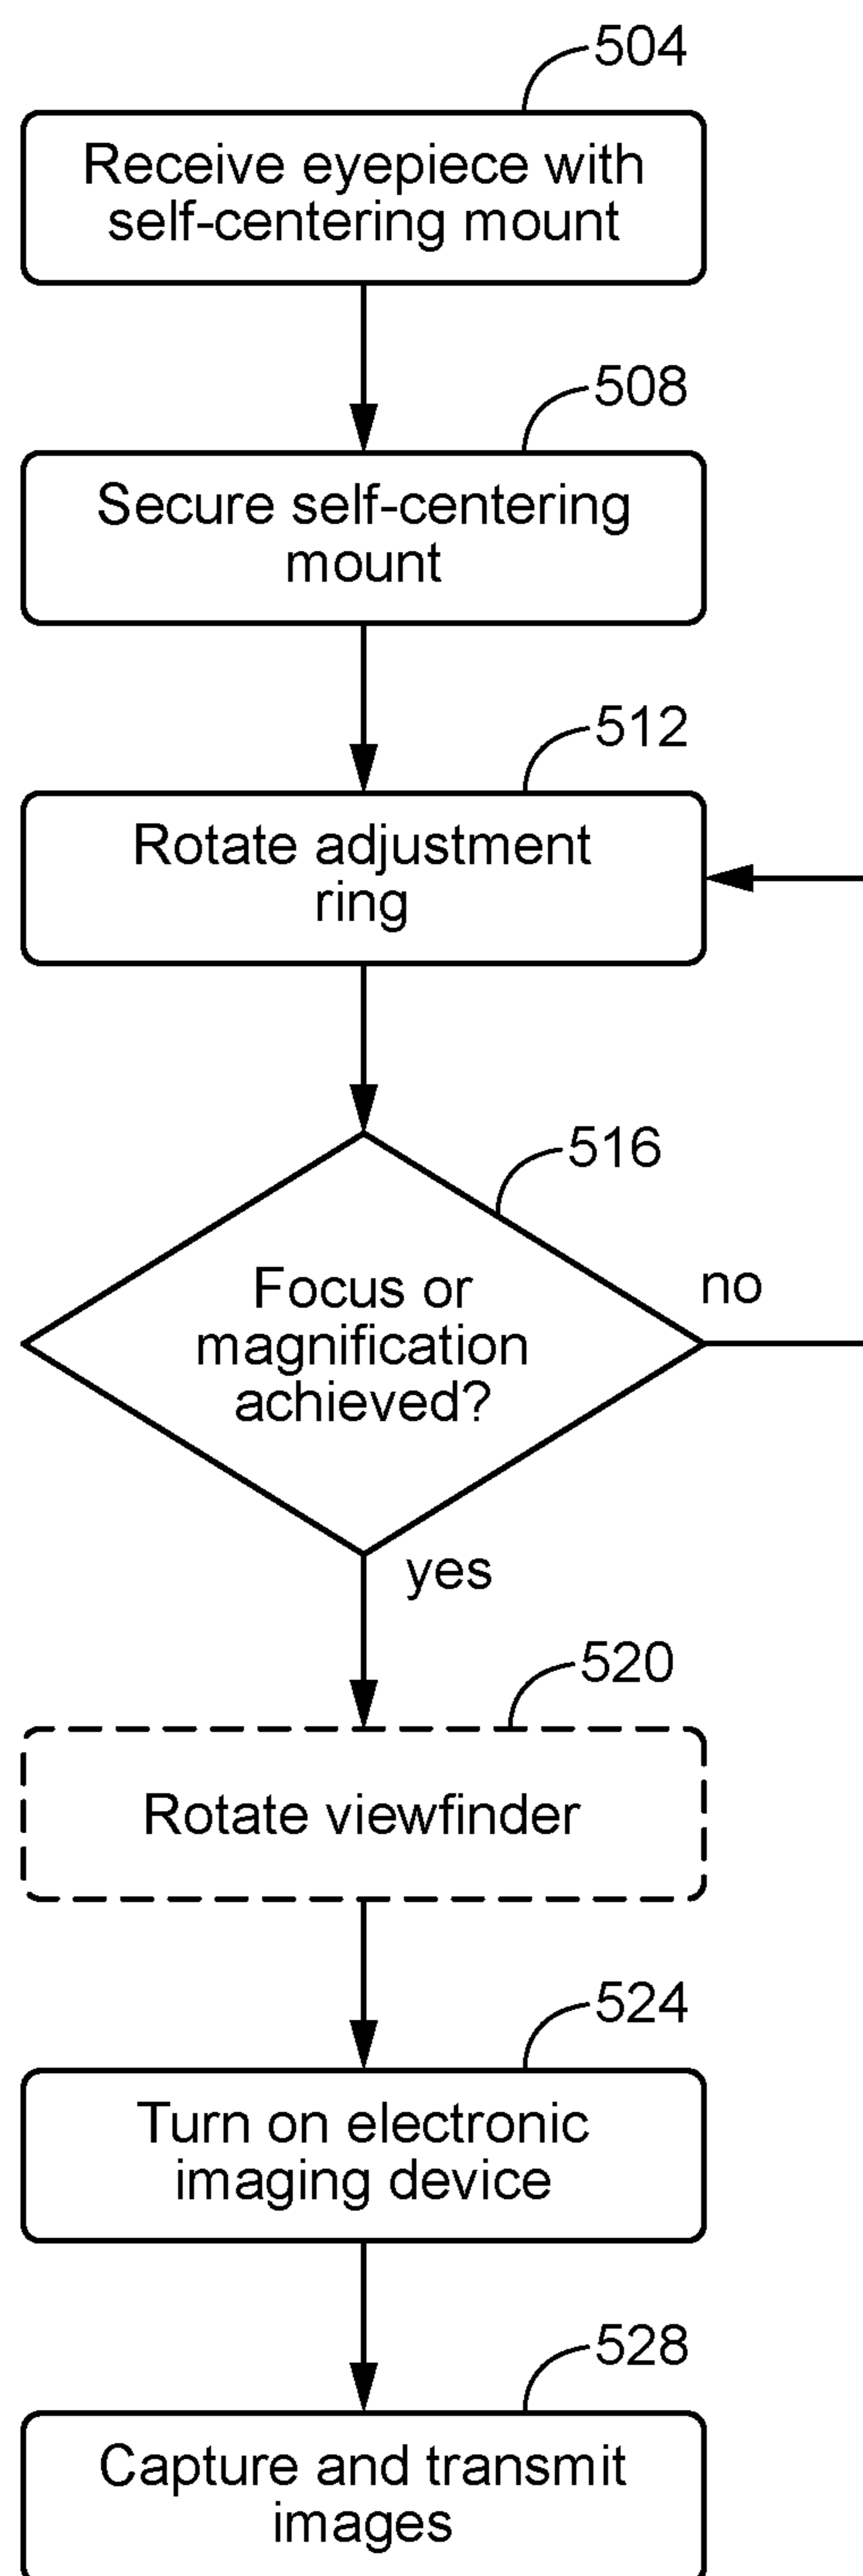 504
Receive eyepiece with
self-centering mount
508
Secure self-centering
mount
512
Rotate adjustment
ring
516
Focus or
magnification
achieved?
no
yes
520
Rotate viewfinder
524
Turn on electronic
imaging device
528
Capture and transmit
images